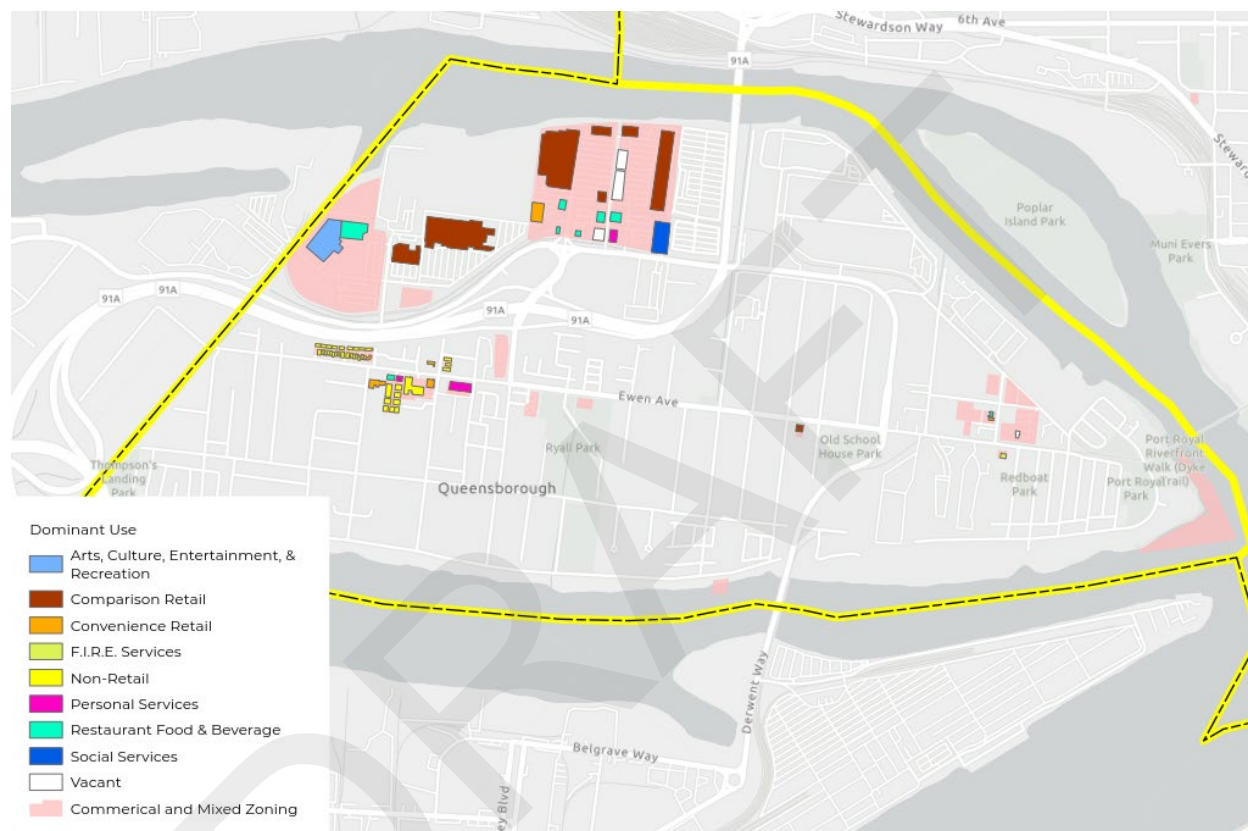 Stewardson Way
6th Ave
91A
Poplar
Island Park
Muni Evers
Park
91A
91A
91A
91A
Ewen Ave
Ryall Park
Old School
House Park
Port Royal
Riverfront
Walk (Dyke
Port Royalrail)
Park
Redboat
Park
Thompson's
Landing
Park
Queensborough
Dominant Use
Arts, Culture, Entertainment, &
Recreation
Comparison Retail
Convenience Retail
F.I.R.E. Services
Non-Retail
Personal Services
Restaurant Food & Beverage
Social Services
Vacant
Commerical and Mixed Zoning
Derwent Way
Belgrave Way
ey Blvd
DRAFT